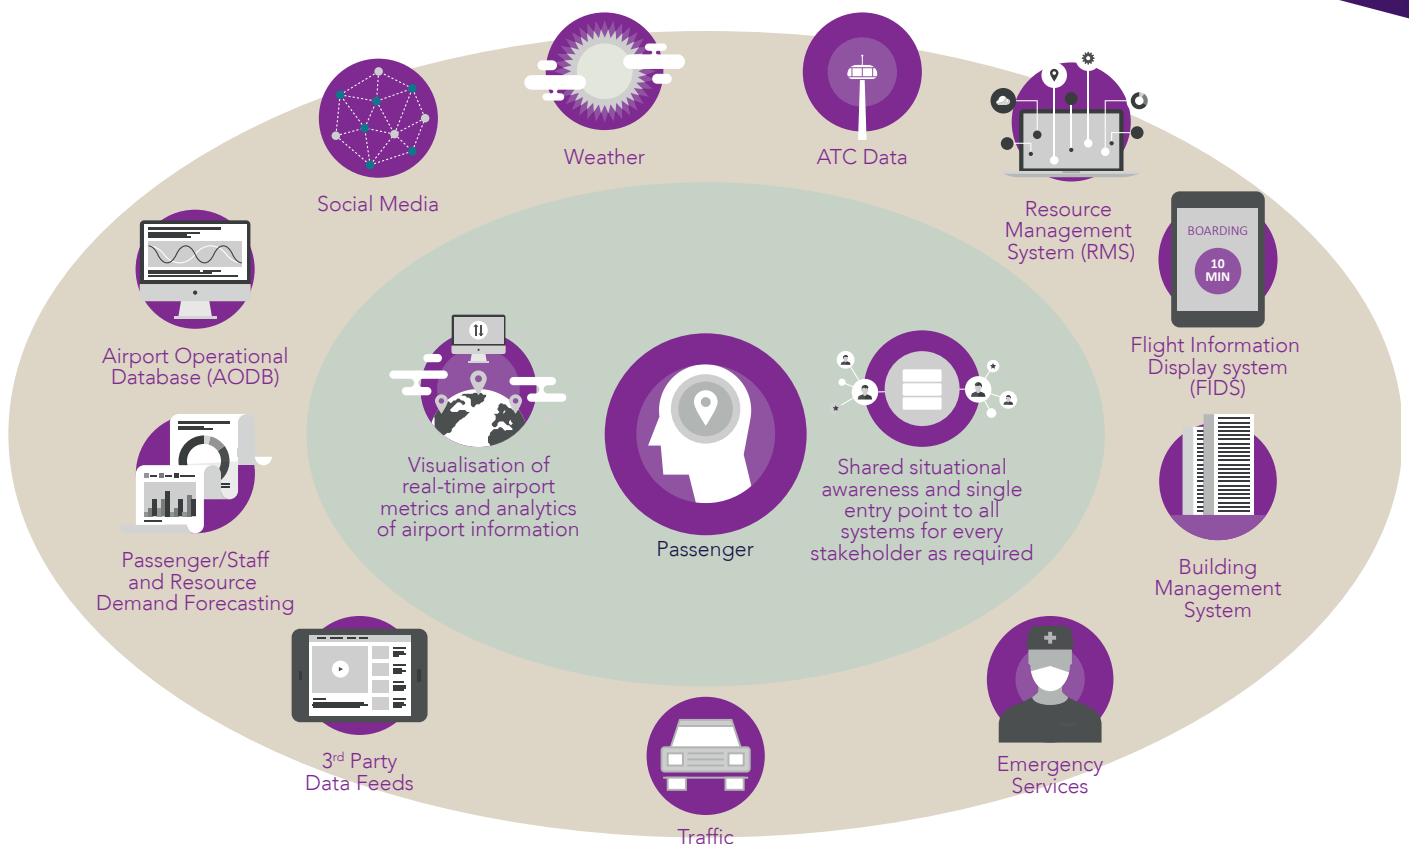 Weather
ATC Data
Social Media
Resource
Management
System (RMS)
BOARDING
10
MIN
Airport Operational
Database (AODB)
Flight Information
Display system
(FIDS)
Visualisation of
real-time airport
metrics and analytics
of airport information
Passenger
Shared situational
awareness and single
entry point to all
systems for every
stakeholder as required
Passenger/Staff
and Resource
Demand Forecasting
Building
Management
System
3rd Party
Data Feeds
Emergency
Services
Traffic